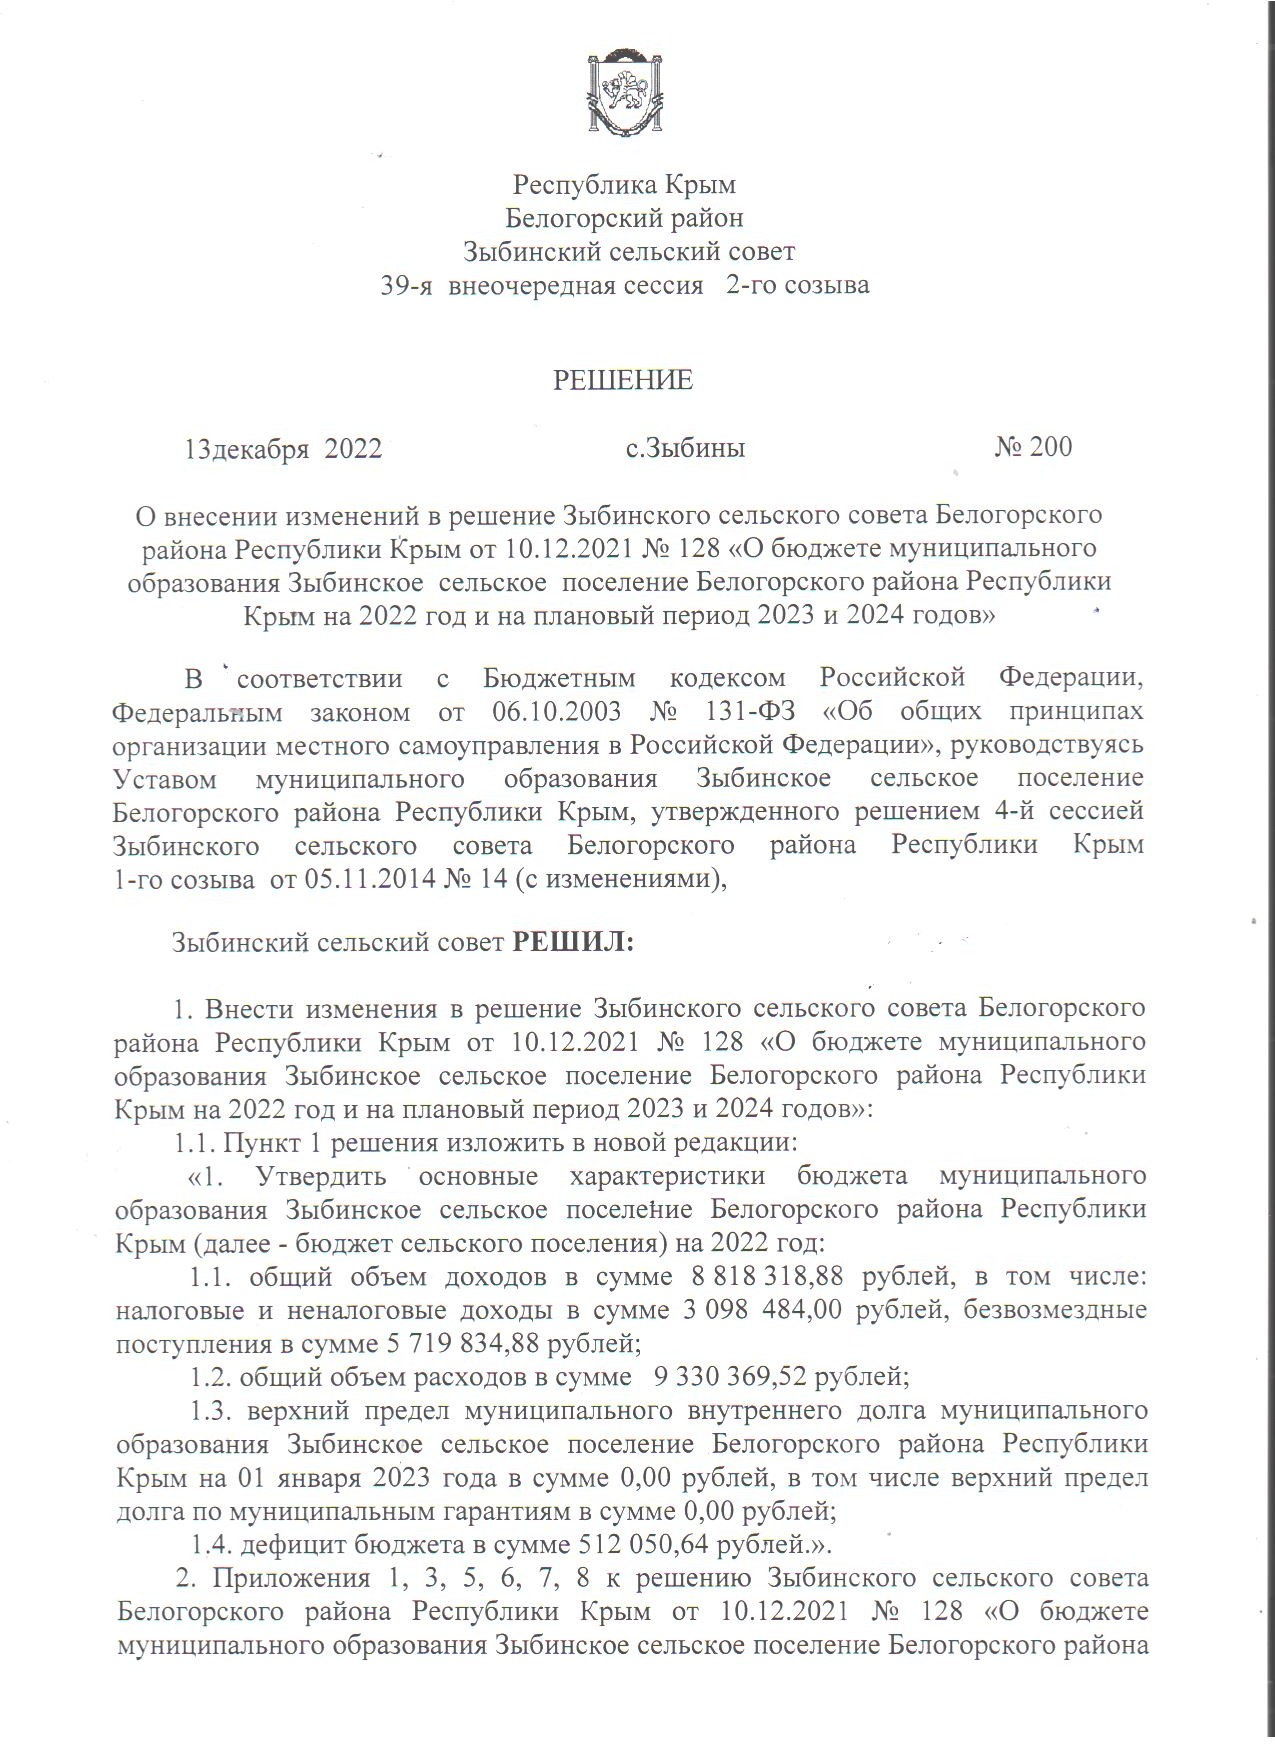 Республика Крым
Белогорский район
Зыбинский сельский совет
39-я внеочередная сессия 2-го созыва
РЕШЕНИЕ
13декабря 2022 с.Зыбины № 200
О внесении изменений в решение Зыбинского сельского совета Белогорского
района Республики Крым от 10.12.2021 № 128 «О бюджете муниципального
образования Зыбинское сельское поселение Белогорского района Республики
Крым на 2022 год и на плановый период 2023 и 2024 годов»
В соответствии с Бюджетным кодексом Российской Федерации,
Федеральным законом от 06.10.2003 № 131-ФЗ «Об общих принципах
организации местного самоуправления в Российской Федерации», руководствуясь
Уставом муниципального образования Зыбинское сельское поселение
Белогорского района Республики Крым, утвержденного решением 4-й сессией
Зыбинского сельского совета Белогорского района Республики Крым
1-го созыва от 05.11.2014 № 14 (с изменениями),
Зыбинский сельский совет РЕШИЛ:
1. Внести изменения в решение Зыбинского сельского совета Белогорского
района Республики Крым от 10.12.2021 № 128 «О бюджете муниципального
образования Зыбинское сельское поселение Белогорского района Республики
Крым на 2022 год и на плановый период 2023 и 2024 годов»:
1.1. Пункт 1 решения изложить в новой редакции:
«1. Утвердить основные характеристики бюджета муниципального
образования Зыбинское сельское поселение Белогорского района Республики
Крым (далее - бюджет сельского поселения) на 2022 год:
1.1. общий объем доходов в сумме 8 818 318,88 рублей, в том числе:
налоговые и неналоговые доходы в сумме 3 098 484,00 рублей, безвозмездные
поступления в сумме 5 719 834,88 рублей;
1.2. общий объем расходов в сумме 9 330 369,52 рублей;
1.3. верхний предел муниципального внутреннего долга муниципального
образования Зыбинское сельское поселение Белогорского района Республики
Крым на 01 января 2023 года в сумме 0,00 рублей, в том числе верхний предел
долга по муниципальным гарантиям в сумме 0,00 рублей;
1.4. дефицит бюджета в сумме 512 050,64 рублей.».
2. Приложения 1, 3, 5, 6, 7, 8 к решению Зыбинского сельского совета
Белогорского района Республики Крым от 10.12.2021 № 128 «О бюджете
муниципального образования Зыбинское сельское поселение Белогорского района